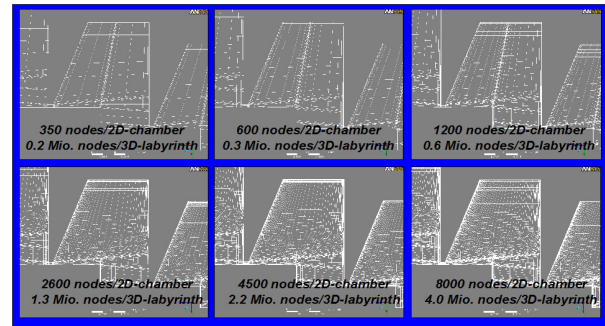 350 nodes/2D-chamber
0.2 Mio. nodes/3D-labyrinth
600 nodes/2D-chamber
0.3 Mio. nodes/3D-labyrinth
1200 nodes/2D-chamber
0.6 Mio. nodes/3D-labyrinth
2600 nodes/2D-chamber
1.3 Mio. nodes/3D-labyrinth
4500 nodes/2D-chamber
2.2 Mio. nodes/3D-labyrinth
8000 nodes/2D-chamber
4.0 Mio. nodes/3D-labyrinth